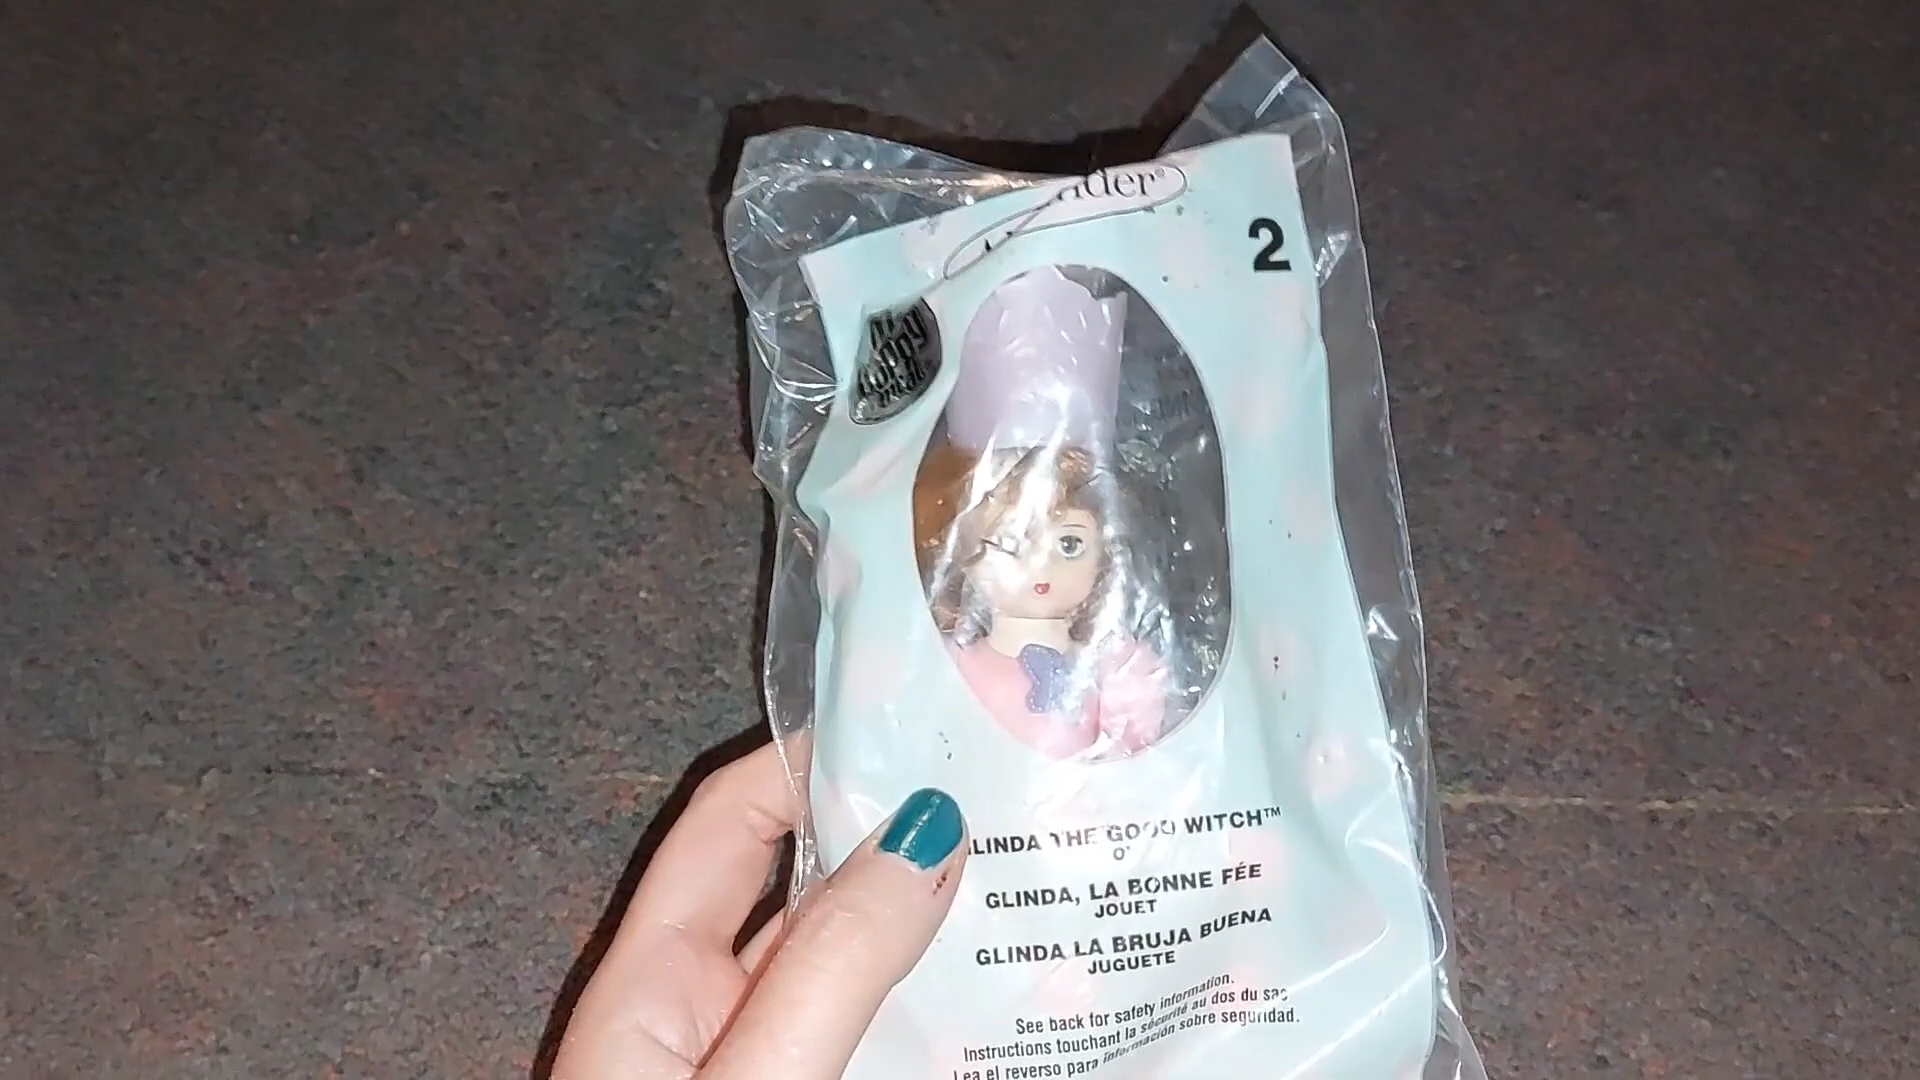 2
GLINDA THE GOOD WITCH™
GLINDA, LA BONNE FÉE
JOUET
GLINDA LA BRUJA BUENA
JUGUETE
See back for safety information.
Instructions touchant la sécurité au dos du sac
Lea el reverso para información sobre seguridad.